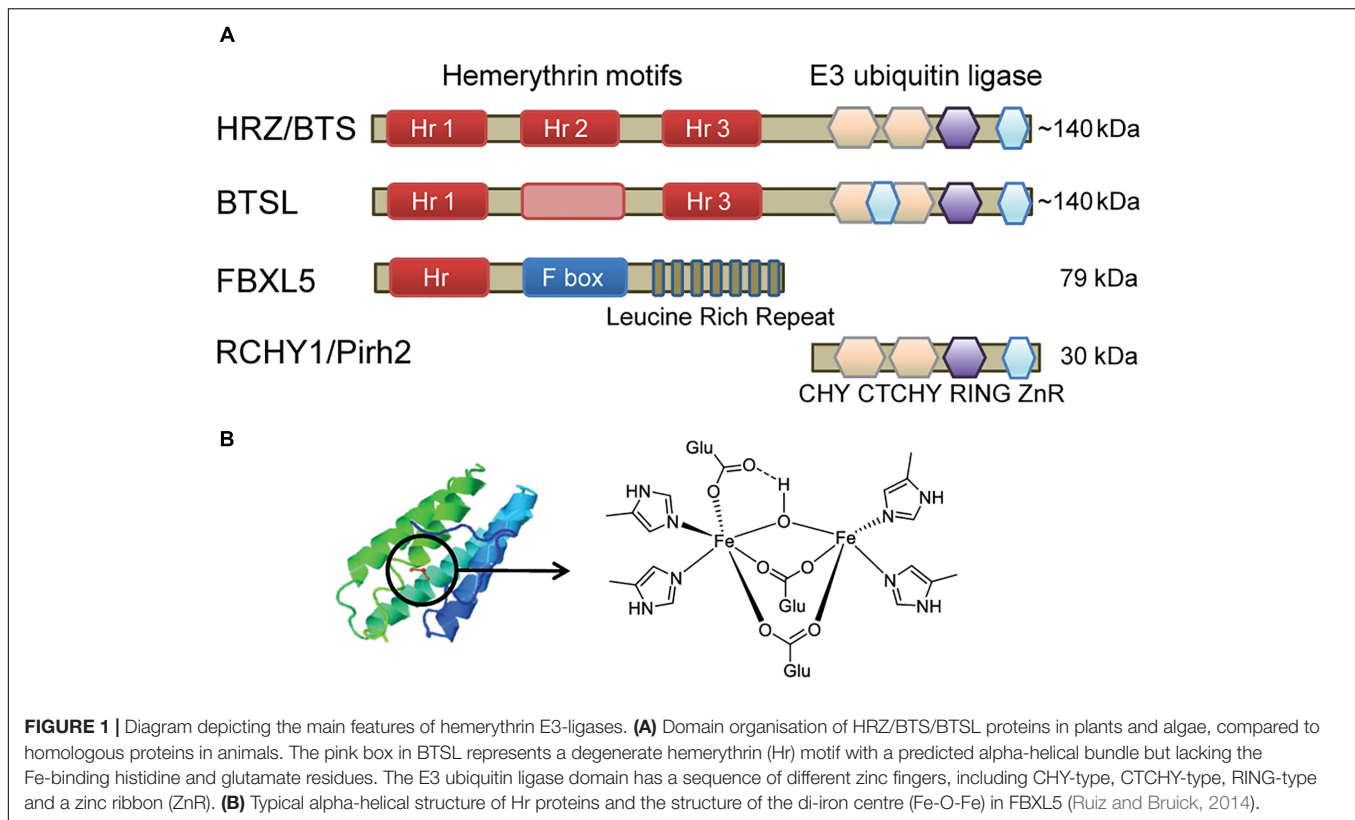 A
Hemerythrin motifs E3 ubiquitin ligase
HRZ/BTS Hr 1 Hr 2 Hr 3 ~140 kDa
BTSL Hr 1 Hr 3 ~140 kDa
FBXL5 Hr F box 79 kDa
Leucine Rich Repeat
RCHY1/Pirh2 30 kDa
CHY CTCHY RING ZnR
B
Glu
O H
HN O NH
N O N
Fe Fe
N O O N
HN Glu NH
O O
Glu
FIGURE 1 | Diagram depicting the main features of hemerythrin E3-ligases. (A) Domain organisation of HRZ/BTS/BTSL proteins in plants and algae, compared to
homologous proteins in animals. The pink box in BTSL represents a degenerate hemerythrin (Hr) motif with a predicted alpha-helical bundle but lacking the
Fe-binding histidine and glutamate residues. The E3 ubiquitin ligase domain has a sequence of different zinc fingers, including CHY-type, CTCHY-type, RING-type
and a zinc ribbon (ZnR). (B) Typical alpha-helical structure of Hr proteins and the structure of the di-iron centre (Fe-O-Fe) in FBXL5 (Ruiz and Bruick, 2014).